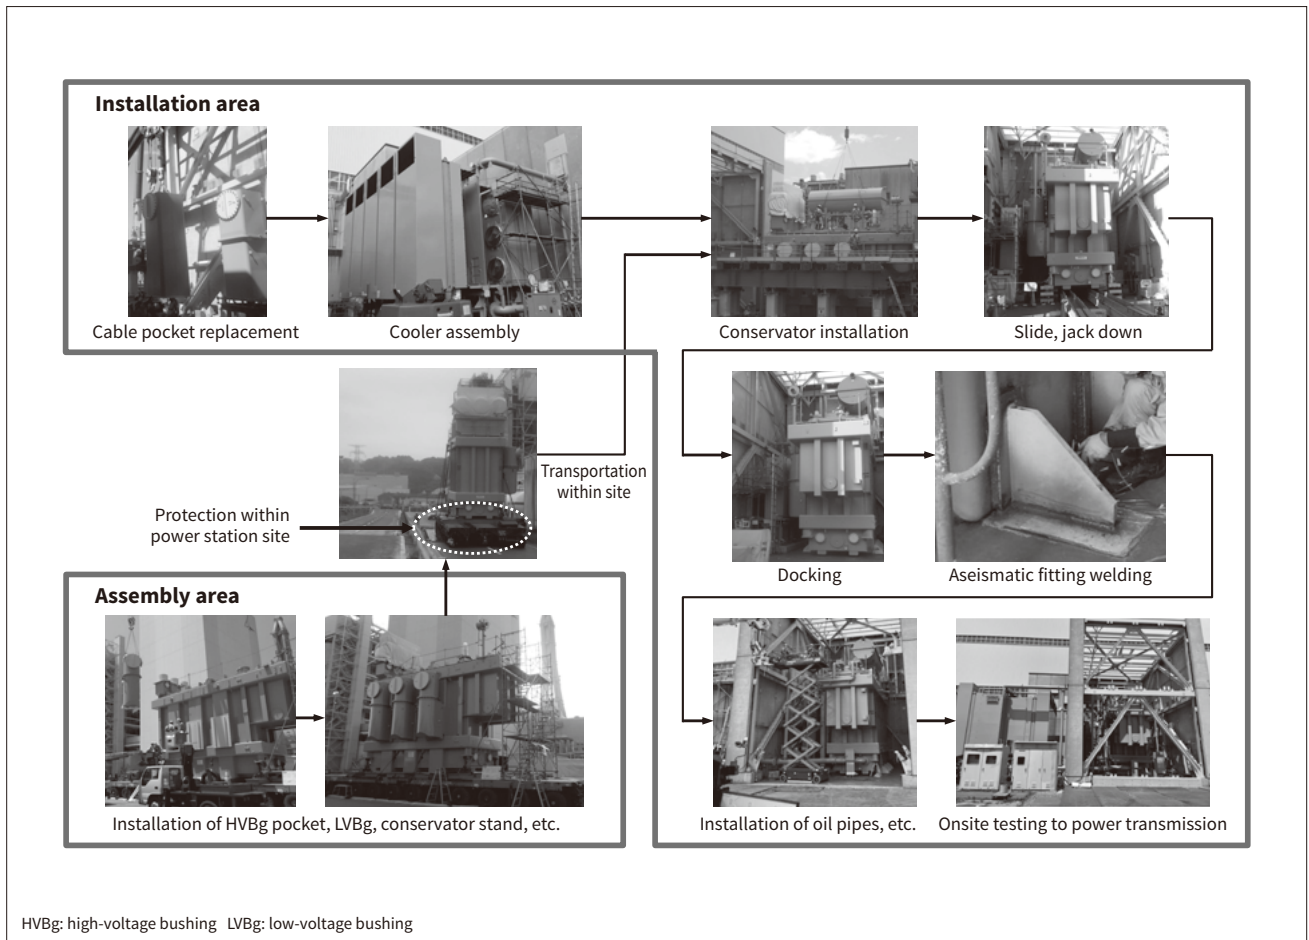 Installation area
Cable pocket replacement
Cooler assembly
Conservator installation
Slide, jack down
Transportation
within site
Protection within
power station site
Docking
Aseismatic fitting welding
Assembly area
Installation of HVBg pocket, LVBg, conservator stand, etc.
Installation of oil pipes, etc.
Onsite testing to power transmission
HVBg: high-voltage bushing LVBg: low-voltage bushing